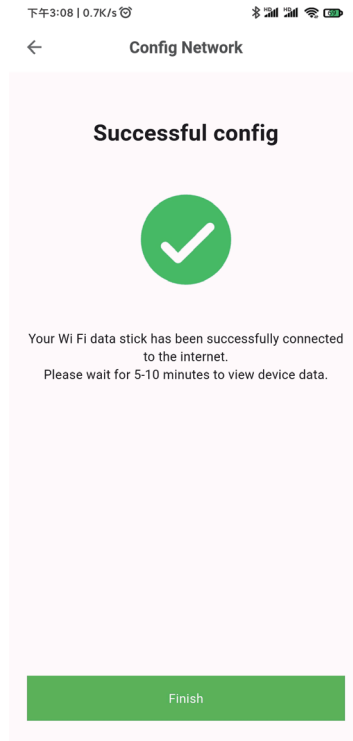 下午3:08 | 0.7K/s
Config Network
Successful config
Your Wi Fi data stick has been successfully connected
to the internet.
Please wait for 5-10 minutes to view device data.
Finish